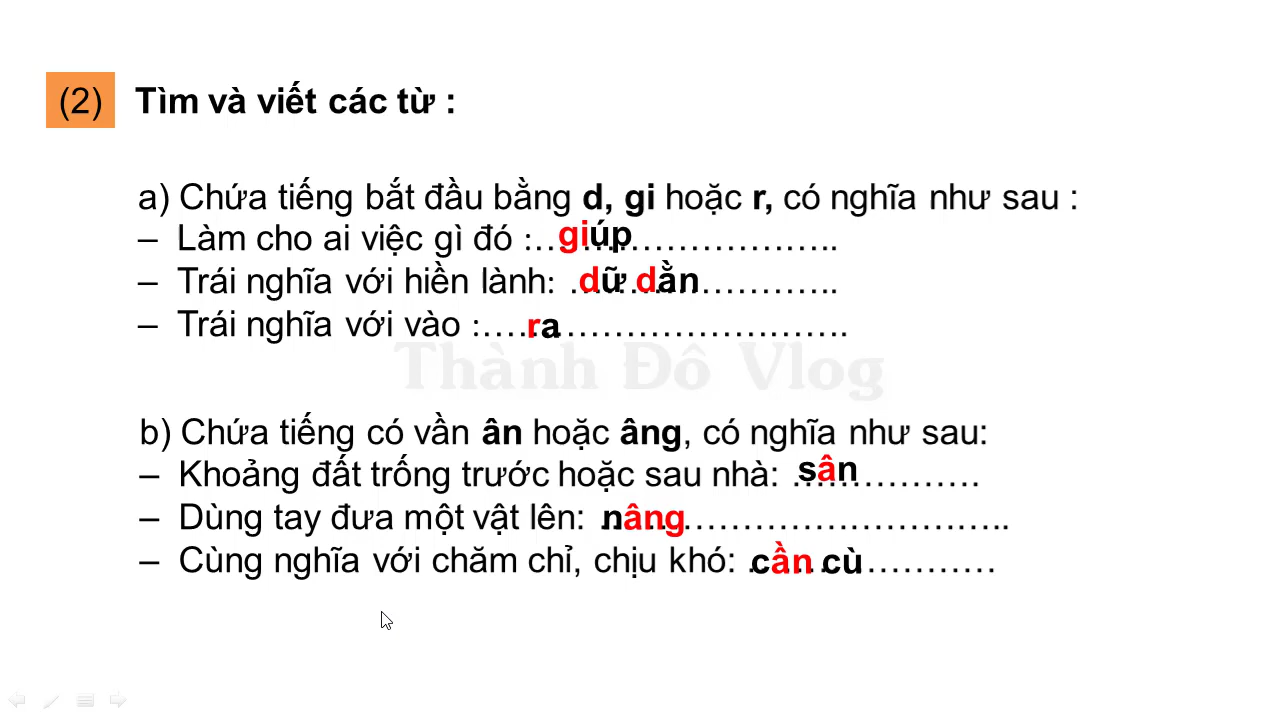 (2) Tìm và viết các từ :
a) Chứa tiếng bắt đầu bằng d, gi hoặc r, có nghĩa như sau :
– Làm cho ai việc gì đó :…giúp……………………..
– Trái nghĩa với hiền lành: …dữ dằn………………..
– Trái nghĩa với vào :……ra…………………….
Thành Đô Vlog
b) Chứa tiếng có vần ân hoặc âng, có nghĩa như sau:
– Khoảng đất trống trước hoặc sau nhà: sân…………….
– Dùng tay đưa một vật lên: nâng…………………………..
– Cùng nghĩa với chăm chỉ, chịu khó: cần cù……………